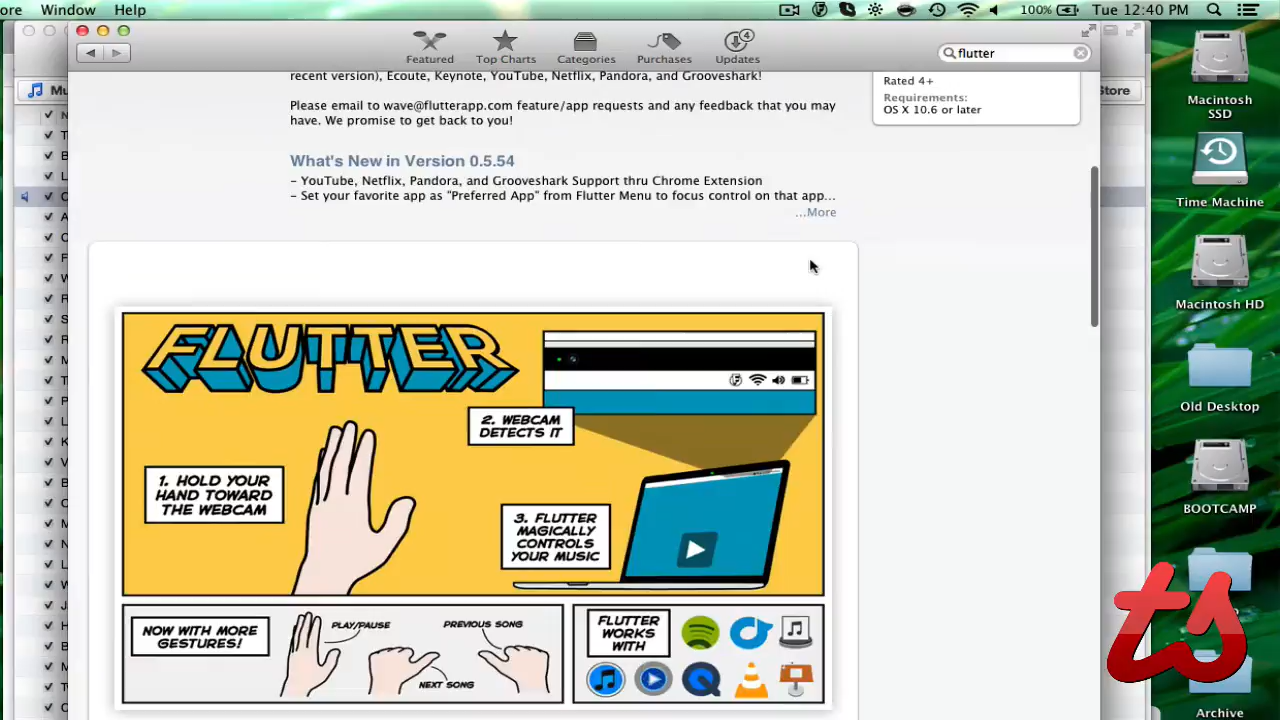 ore Window Help 100% Tue 12:40 PM
Featured Top Charts Categories Purchases Updates
4
flutter
Mu
Store
recent version), Ecoute, Keynote, YouTube, Netflix, Pandora, and Grooveshark!
Please email to wave@flutterapp.com feature/app requests and any feedback that you may
have. We promise to get back to you!
What's New in Version 0.5.54
- YouTube, Netflix, Pandora, and Grooveshark Support thru Chrome Extension
- Set your favorite app as "Preferred App" from Flutter Menu to focus control on that app...
...More
Rated 4+
Requirements:
OS X 10.6 or later
FLUTTER
1. HOLD YOUR
HAND TOWARD
THE WEBCAM
2. WEBCAM
DETECTS IT
3. FLUTTER
MAGICALLY
CONTROLS
YOUR MUSIC
NOW WITH MORE
GESTURES!
PLAY/PAUSE
NEXT SONG
PREVIOUS SONG
FLUTTER
WORKS
WITH
Macintosh
SSD
Time Machine
Macintosh HD
Old Desktop
BOOTCAMP
Archive
ts